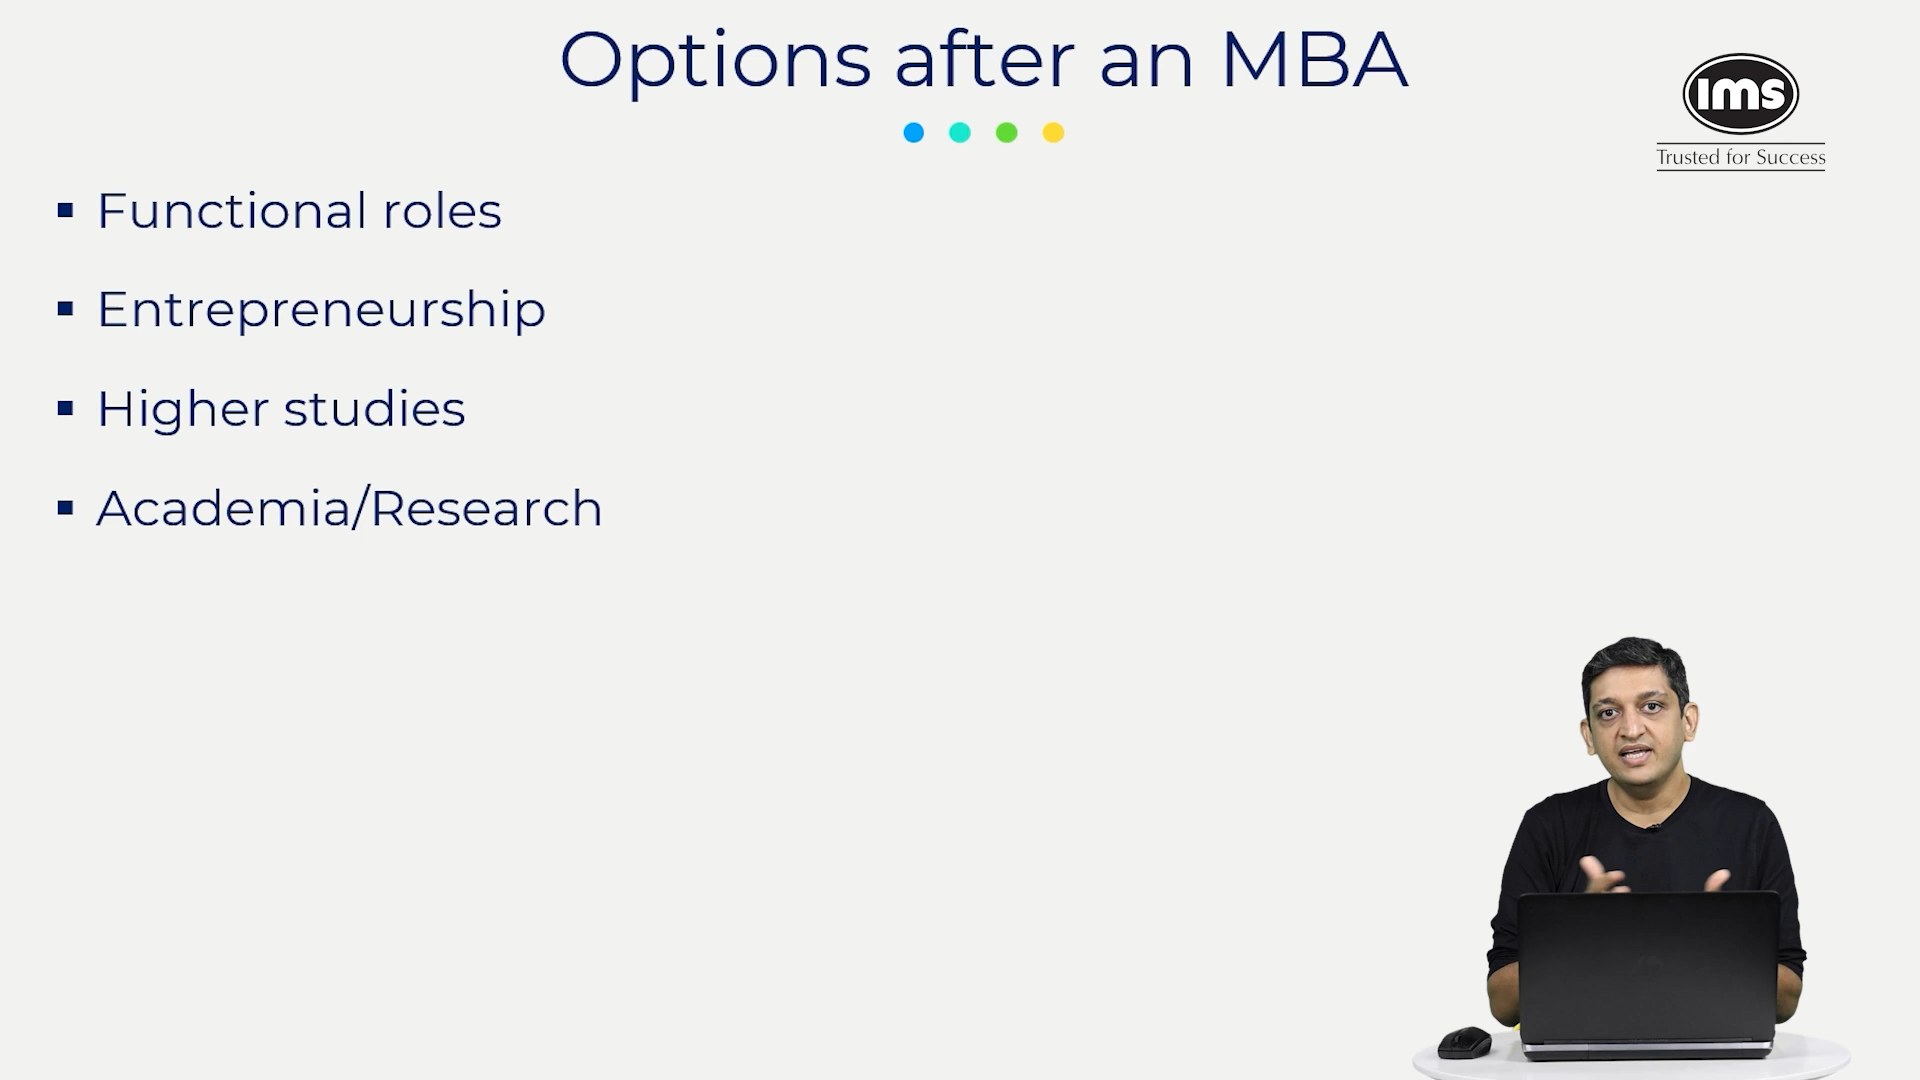 Options after an MBA
ims
Trusted for Success
Functional roles
Entrepreneurship
Higher studies
Academia/Research